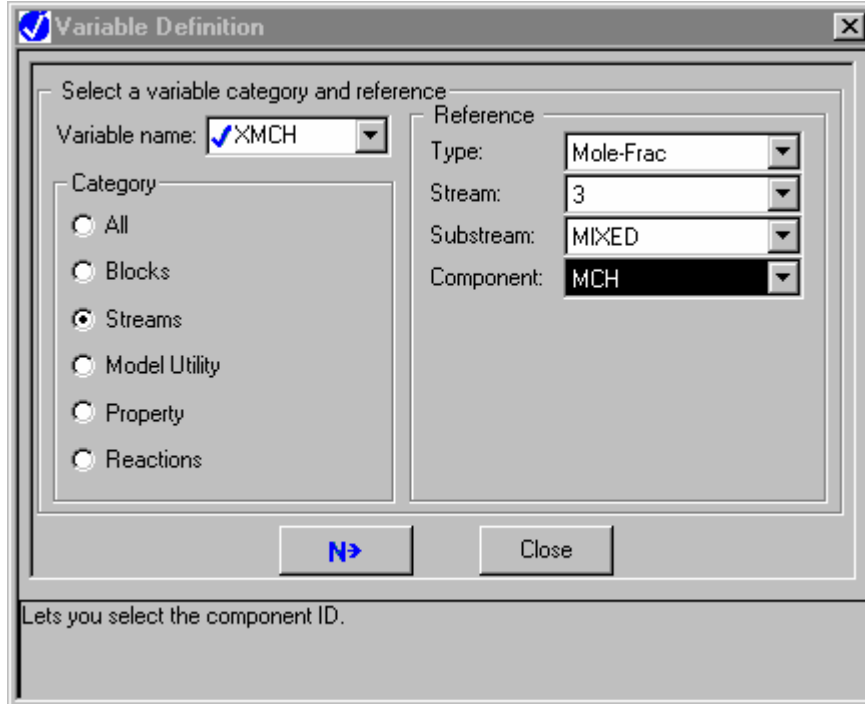 Variable Definition
Select a variable category and reference
Variable name: XMCH
Category
All
Blocks
Streams
Model Utility
Property
Reactions
Reference
Type: Mole-Frac
Stream: 3
Substream: MIXED
Component: MCH
N
Close
Lets you select the component ID.